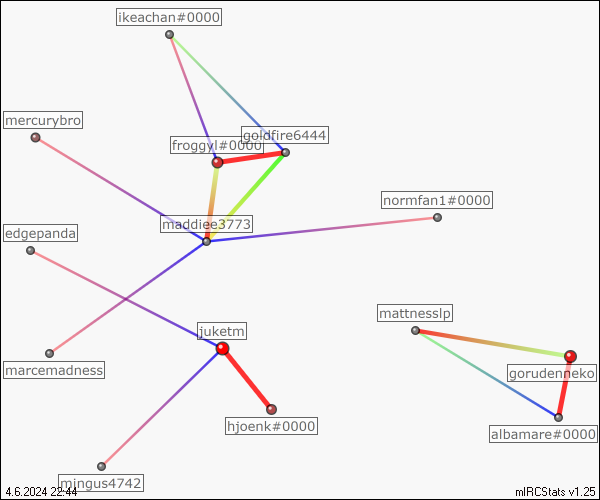 ikeachan#0000
mercurybro
goldfire6444
froggyl#0000
normfan1#0000
maddiee3773
edgepanda
mattnesslp
juketm
marcemadness
gorudenneko
hjoenk#0000
albamare#0000
mingus4742
4.6.2024 22:44
mIRCStats v1.25